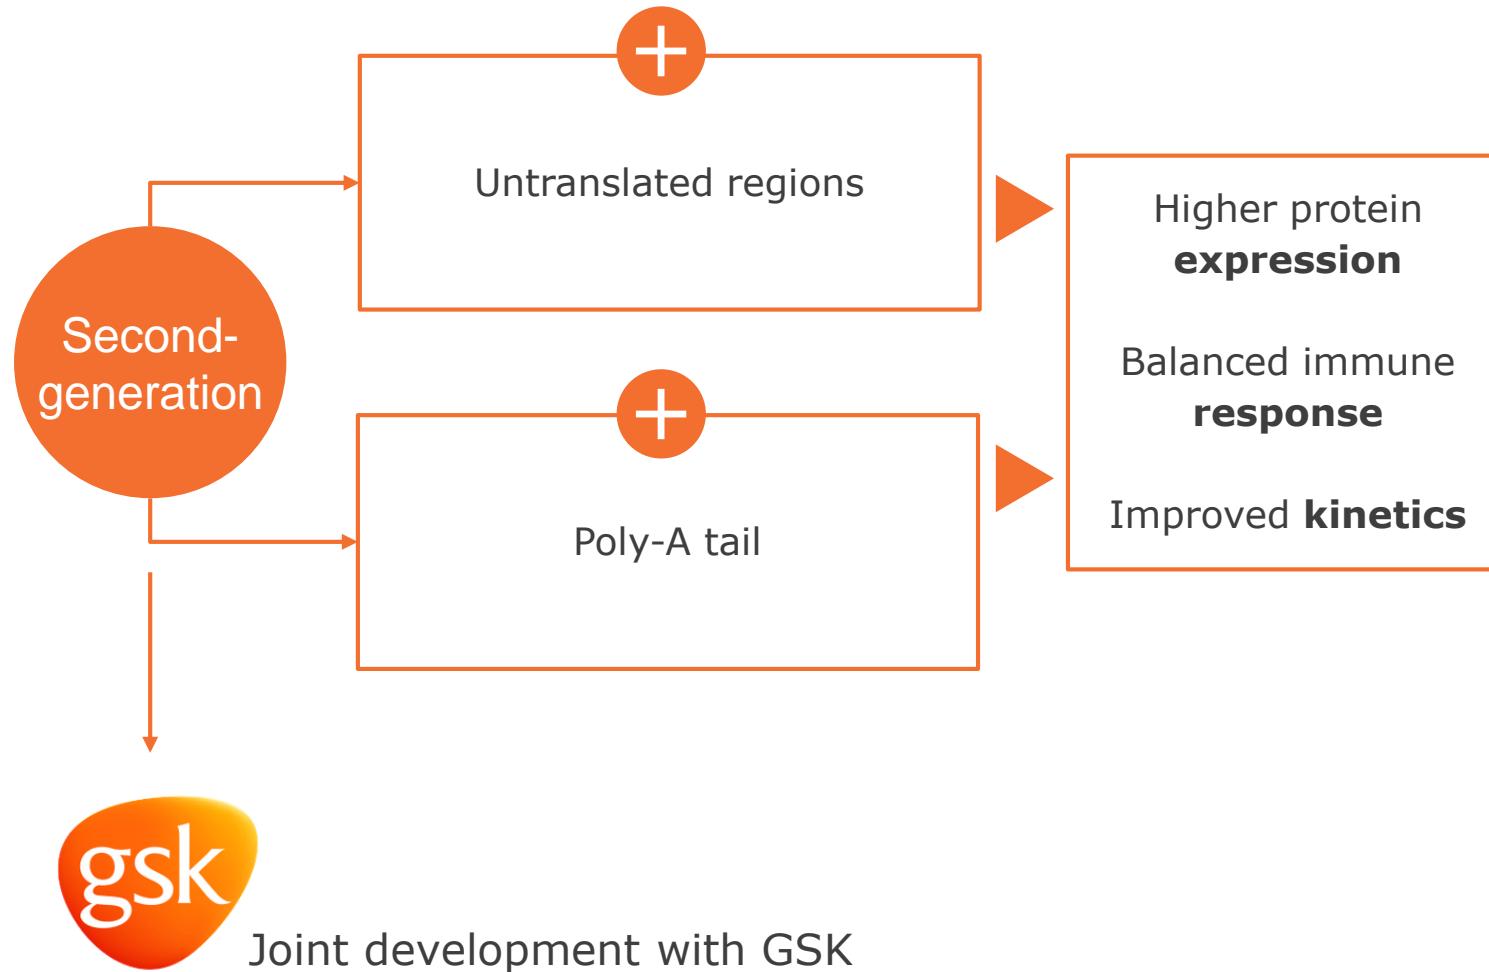 Untranslated regions
Second-
generation
Poly-A tail
Higher protein
expression
Balanced immune
response
Improved kinetics
gsk
Joint development with GSK